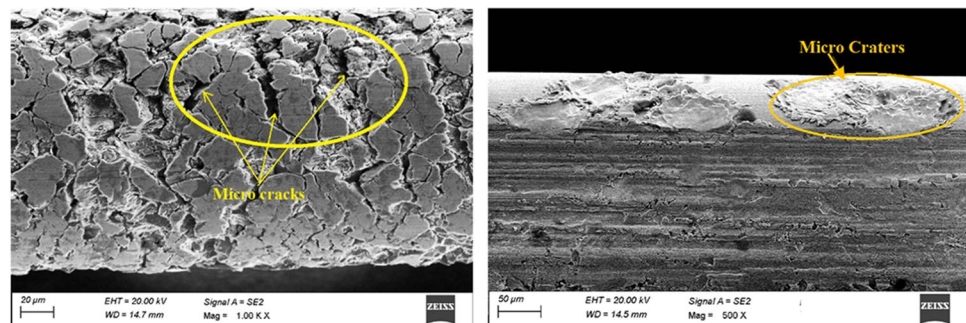 Micro cracks
20 µm
EHT = 20.00 kV
Signal A = SE2
WD = 14.7 mm
Mag = 1.00 K X
ZEISS
Micro Craters
50 µm
EHT = 20.00 kV
Signal A = SE2
WD = 14.5 mm
Mag = 500 X
ZEISS